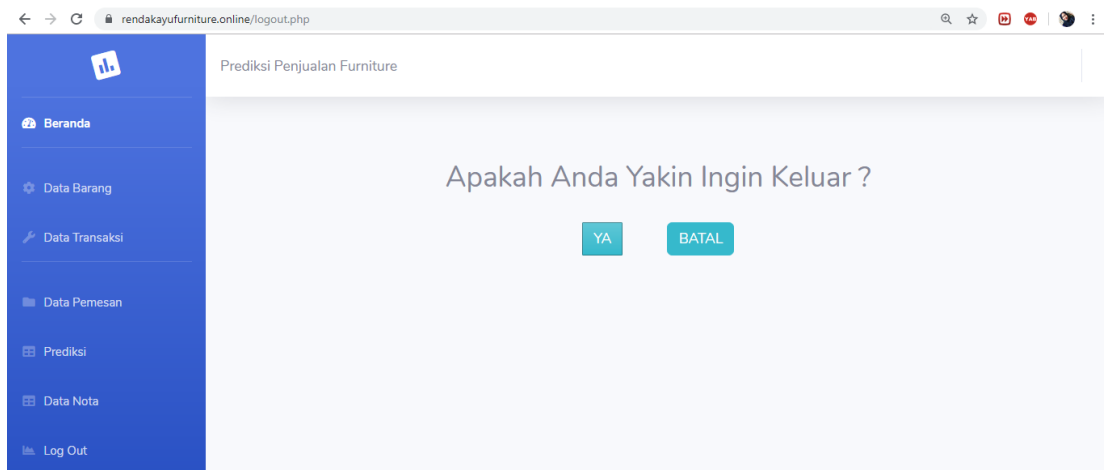 rendakayufurniture.online/logout.php
Prediksi Penjualan Furniture
Beranda
Data Barang
Data Transaksi
Data Pemesan
Prediksi
Data Nota
Log Out
Apakah Anda Yakin Ingin Keluar ?
YA BATAL